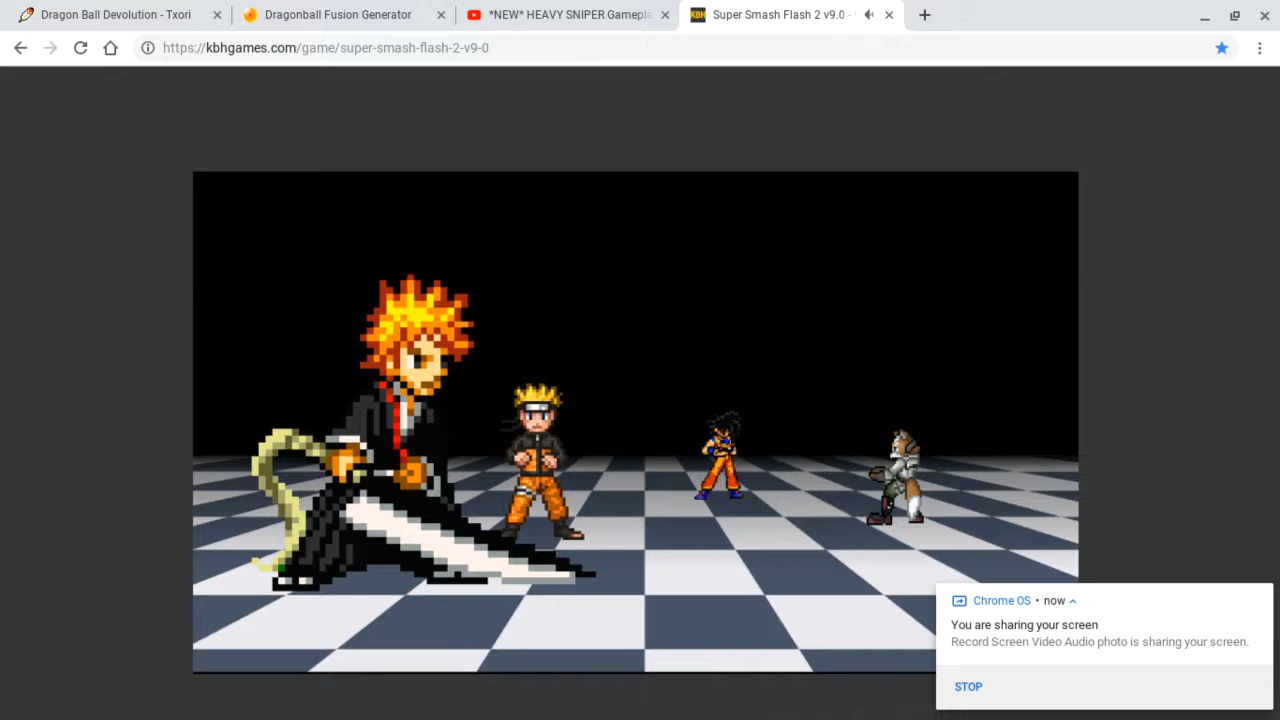 Dragon Ball Devolution - Txori
Dragonball Fusion Generator
*NEW* HEAVY SNIPER Gamepla
KBH
Super Smash Flash 2 v9.0 -
https://kbhgames.com/game/super-smash-flash-2-v9-0
Chrome OS • now
You are sharing your screen
Record Screen Video Audio photo is sharing your screen.
STOP